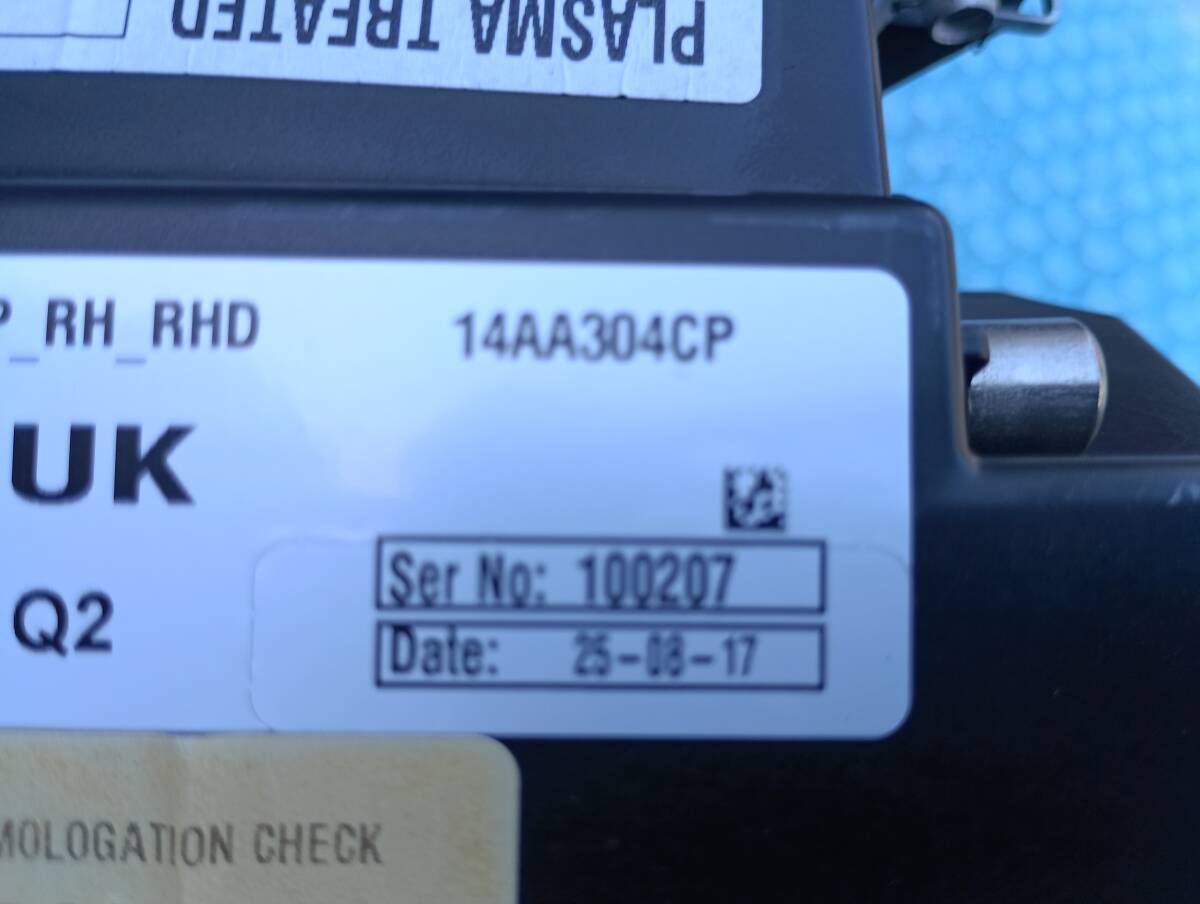 PLASMA TREATED
P_RH_RHD
14AA304CP
UK
Ser No: 100207
Q2
Date: 25-08-17
MOLOGATION CHECK